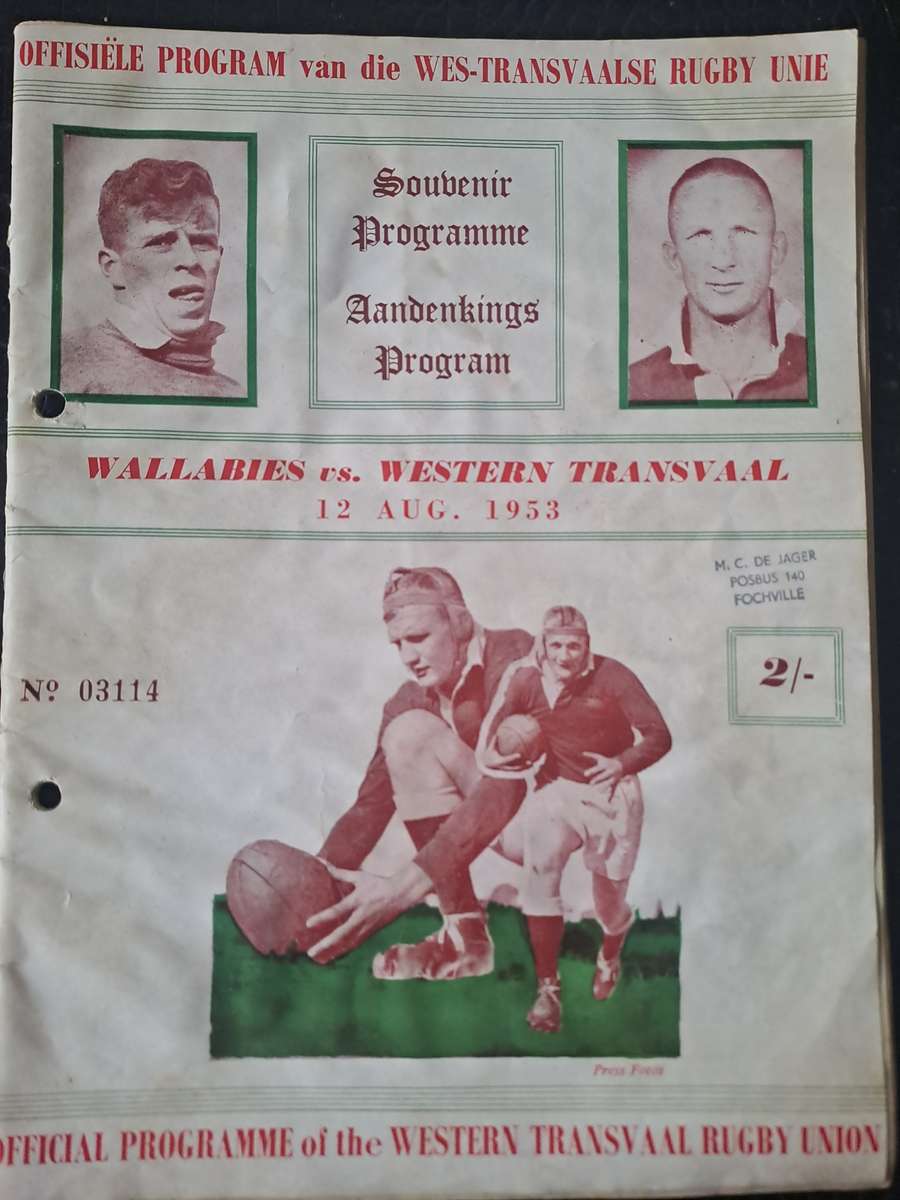 OFFISIËLE PROGRAM van die WES-TRANSVAALSE RUGBY UNIE
Souvenir
Programme
Aandenkings
Program
WALLABIES vs. WESTERN TRANSVAAL
12 AUG. 1953
M. C. DE JAGER
POSBUS 140
FOCHVILLE
2/-
Nº 03114
Press Fotos
OFFICIAL PROGRAMME of the WESTERN TRANSVAAL RUGBY UNION